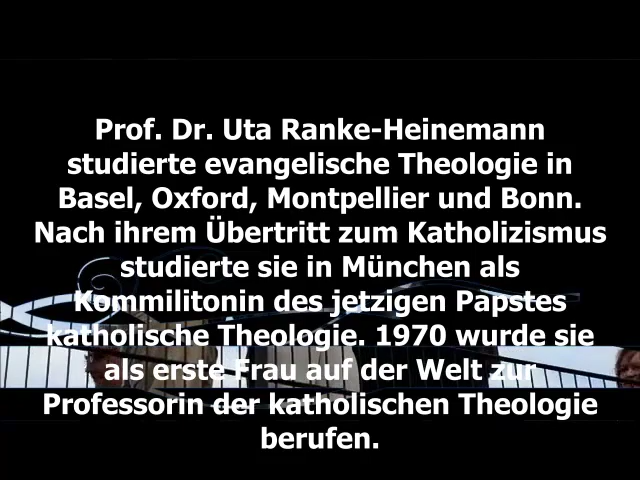 Prof. Dr. Uta Ranke-Heinemann
studierte evangelische Theologie in
Basel, Oxford, Montpellier und Bonn.
Nach ihrem Übertritt zum Katholizismus
studierte sie in München als
Kommilitonin des jetzigen Papstes
katholische Theologie. 1970 wurde sie
als erste Frau auf der Welt zur
Professorin der katholischen Theologie
berufen.